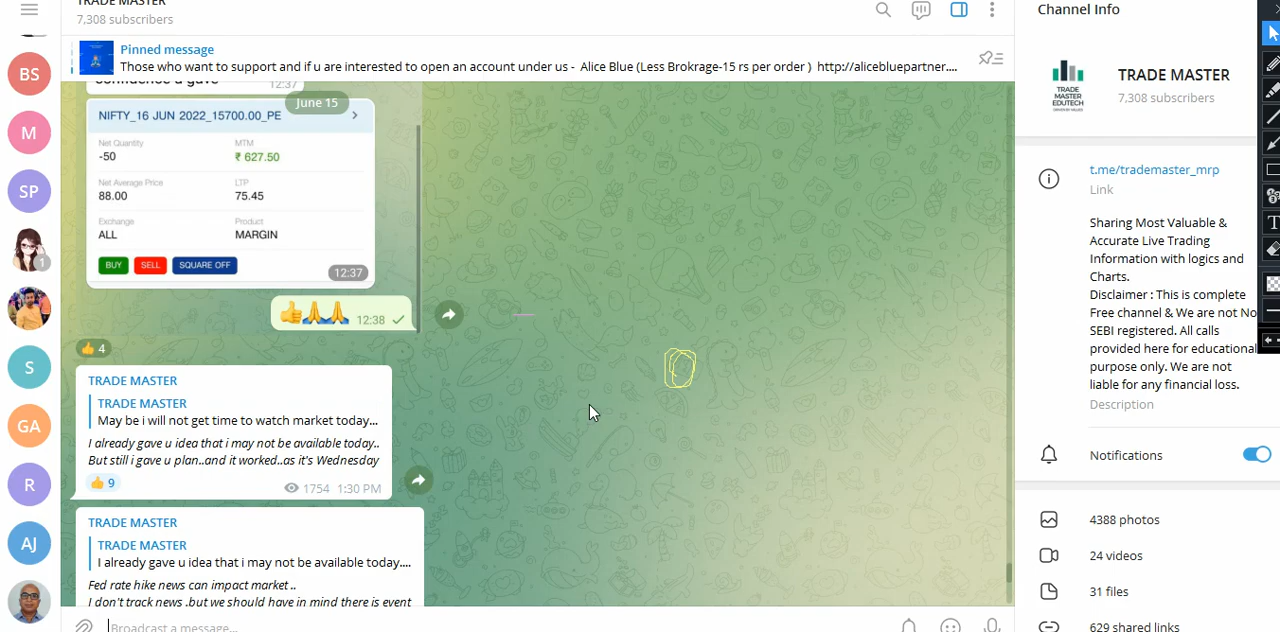 TRADE MASTER
7,308 subscribers
Pinned message
Those who want to support and if u are interested to open an account under us - Alice Blue (Less Brokrage-15 rs per order ) http://alicebluepartner....
12:37
June 15
NIFTY_16 JUN 2022_15700.00_PE
Net Quantity
MTM
-50
₹ 627.50
Net Average Price
LTP
88.00
75.45
Exchange
Product
ALL
MARGIN
BUY
SELL
SQUARE OFF
12:37
12:38
4
TRADE MASTER
TRADE MASTER
May be i will not get time to watch market today...
I already gave u idea that i may not be available today..
But still i gave u plan..and it worked..as it's Wednesday
9
1754 1:30 PM
TRADE MASTER
TRADE MASTER
I already gave u idea that i may not be available today....
Fed rate hike news can impact market ..
I don't track news .but we should have in mind there is event
Broadcast a message...
BS
M
SP
1
S
GA
R
AJ
Channel Info
TRADE
MASTER
EDUTECH
TRADE MASTER
7,308 subscribers
t.me/trademaster_mrp
Link
Sharing Most Valuable &
Accurate Live Trading
Information with logics and
Charts.
Disclaimer : This is complete
Free channel & We are not No
SEBI registered. All calls
provided here for educational
purpose only. We are not
liable for any financial loss.
Description
Notifications
4388 photos
24 videos
31 files
629 shared links
T